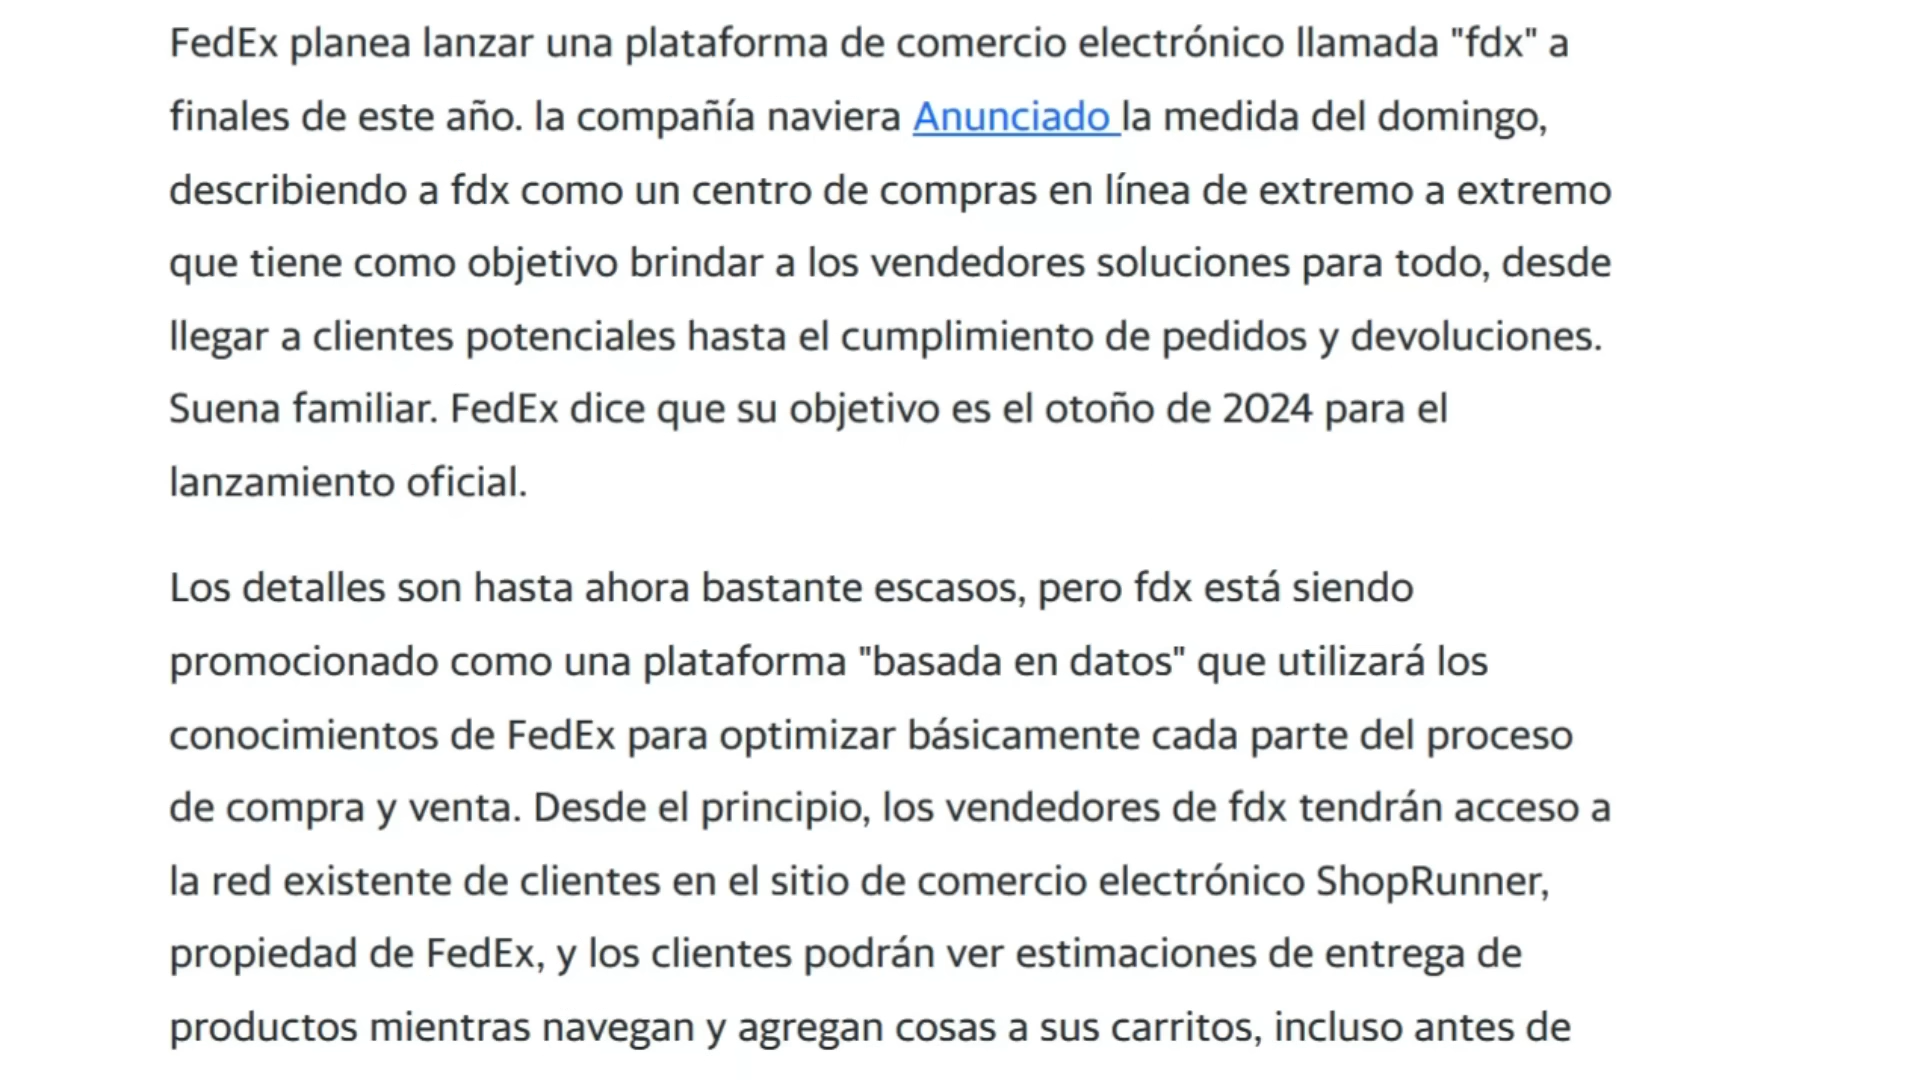 FedEx planea lanzar una plataforma de comercio electrónico llamada "fdx" a
finales de este año. la compañía naviera Anunciado la medida del domingo,
describiendo a fdx como un centro de compras en línea de extremo a extremo
que tiene como objetivo brindar a los vendedores soluciones para todo, desde
llegar a clientes potenciales hasta el cumplimiento de pedidos y devoluciones.
Suena familiar. FedEx dice que su objetivo es el otoño de 2024 para el
lanzamiento oficial.
Los detalles son hasta ahora bastante escasos, pero fdx está siendo
promocionado como una plataforma "basada en datos" que utilizará los
conocimientos de FedEx para optimizar básicamente cada parte del proceso
de compra y venta. Desde el principio, los vendedores de fdx tendrán acceso a
la red existente de clientes en el sitio de comercio electrónico ShopRunner,
propiedad de FedEx, y los clientes podrán ver estimaciones de entrega de
productos mientras navegan y agregan cosas a sus carritos, incluso antes de